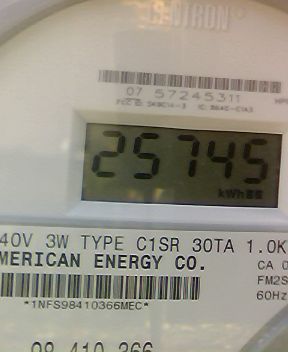 CENTRON
07 57245311
25745
kWh
40V 3W TYPE C1SR 30TA 1.0K
MERICAN ENERGY CO.
CA 0
FM2S
60Hz
*1NFS98410366MEC*
98 410 366